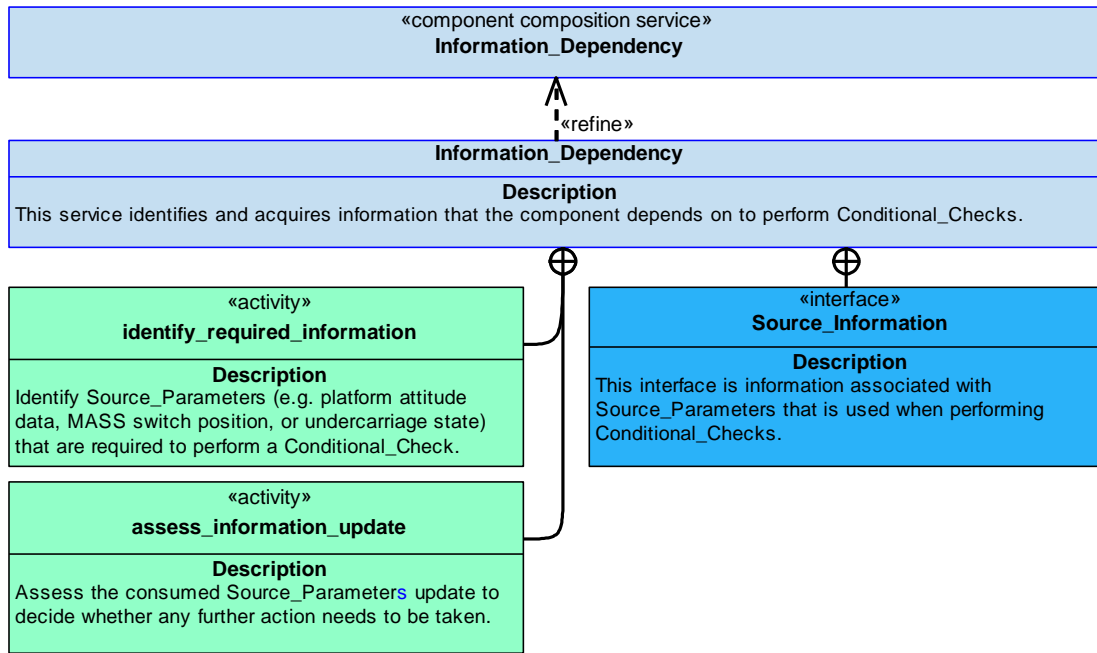 «component composition service»
Information_Dependency
«refine»
Information_Dependency
Description
This service identifies and acquires information that the component depends on to perform Conditional_Checks.
«activity»
identify_required_information
Description
Identify Source_Parameters (e.g. platform attitude
data, MASS switch position, or undercarriage state)
that are required to perform a Conditional_Check.
«interface»
Source_Information
Description
This interface is information associated with
Source_Parameters that is used when performing
Conditional_Checks.
«activity»
assess_information_update
Description
Assess the consumed Source_Parameters update to
decide whether any further action needs to be taken.